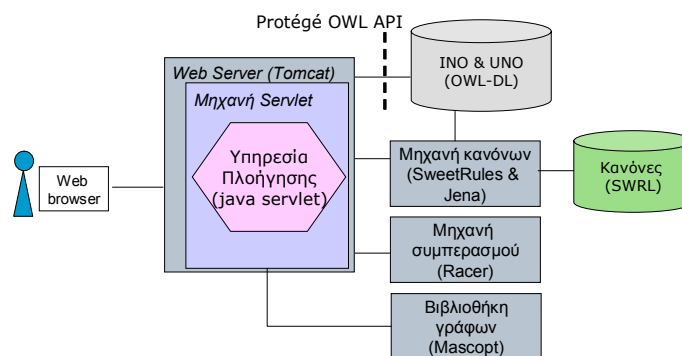 Protégé OWL API
Web Server (Tomcat)
Μηχανή Servlet
Υπηρεσία
Πλοήγησης
(java servlet)
Web
browser
INO & UNO
(OWL-DL)
Μηχανή κανόνων
(SweetRules &
Jena)
Κανόνες
(SWRL)
Μηχανή
συμπερασμού
(Racer)
Βιβλιοθήκη
γράφων
(Mascopt)